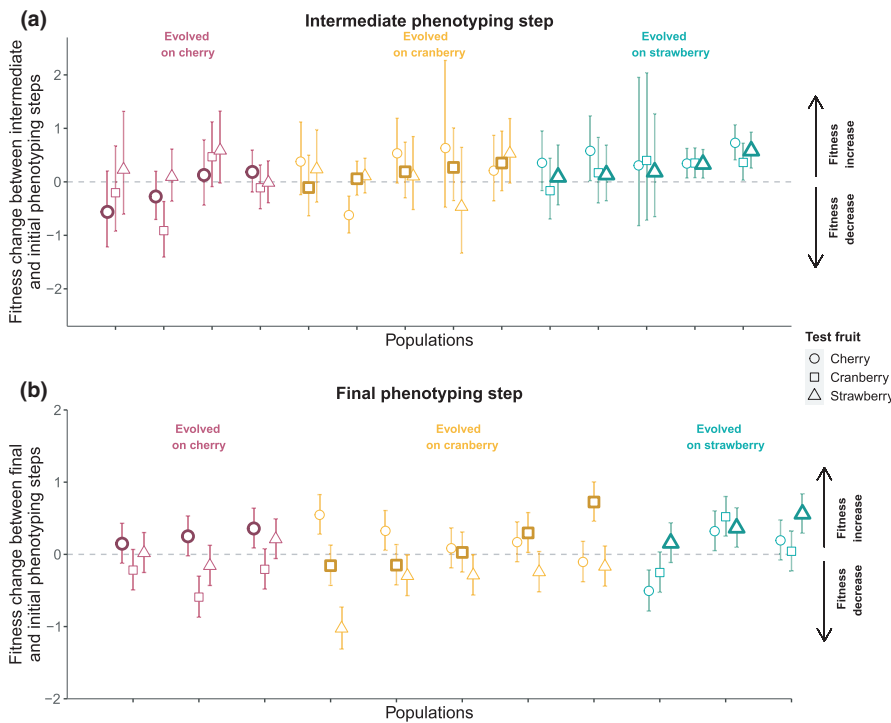 (a)
Intermediate phenotyping step
Evolved
on cherry
Evolved
on cranberry
Evolved
on strawberry
Fitness change between intermediate
and initial phenotyping steps
2
1
0
−1
−2
Fitness
increase
Fitness
decrease
Populations
Test fruit
Cherry
Cranberry
Strawberry
(b)
Final phenotyping step
Evolved
on cherry
Evolved
on cranberry
Evolved
on strawberry
Fitness change between final
and initial phenotyping steps
2
1
0
−1
−2
Fitness
increase
Fitness
decrease
Populations